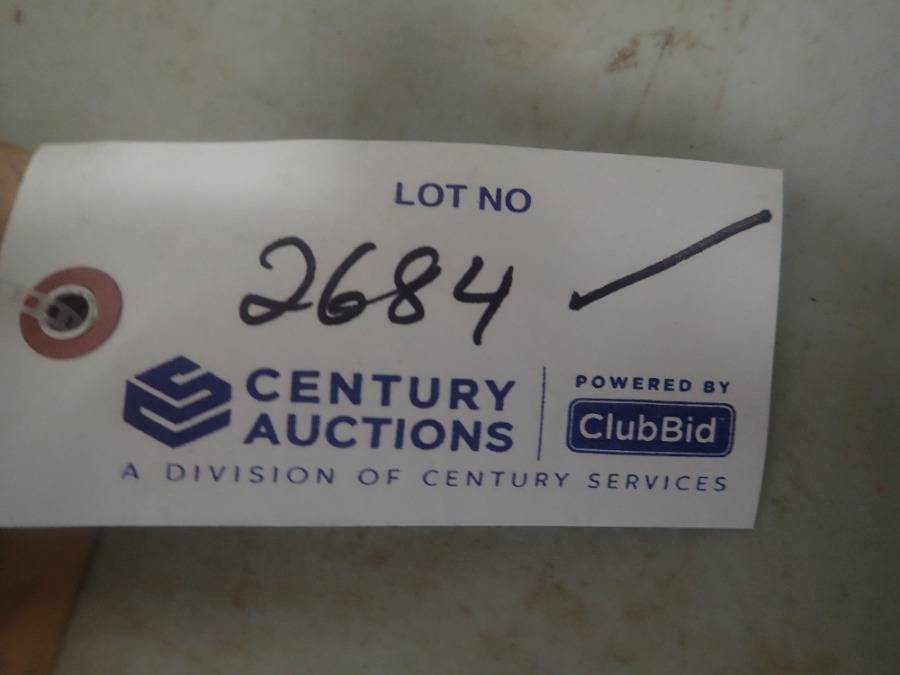 LOT NO
2684
CENTURY
AUCTIONS
POWERED BY
ClubBid
A DIVISION OF CENTURY SERVICES